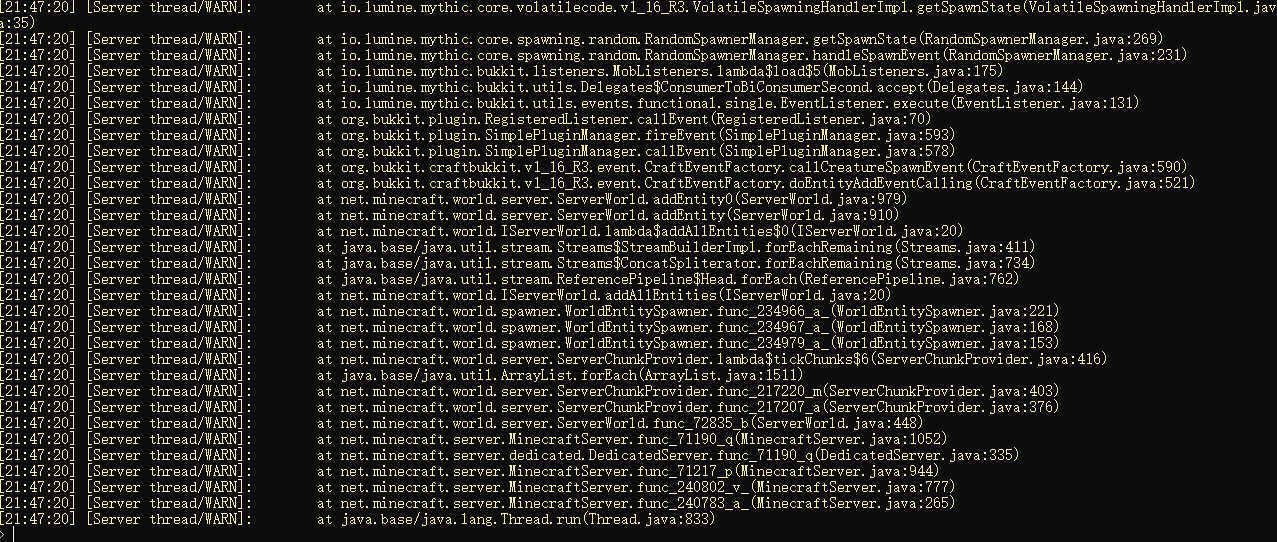 [21:47:20] [Server thread/WARN]: at io.lumine.mythic.core.volatilecode.v1_16_R3.VolatileSpawningHandlerImpl.getSpawnState(VolatileSpawningHandlerImpl.jav
a:35)
[21:47:20] [Server thread/WARN]: at io.lumine.mythic.core.spawning.random.RandomSpawnerManager.getSpawnState(RandomSpawnerManager.java:269)
[21:47:20] [Server thread/WARN]: at io.lumine.mythic.core.spawning.random.RandomSpawnerManager.handleSpawnEvent(RandomSpawnerManager.java:231)
[21:47:20] [Server thread/WARN]: at io.lumine.mythic.bukkit.listeners.MobListeners.lambda$load$5(MobListeners.java:175)
[21:47:20] [Server thread/WARN]: at io.lumine.mythic.bukkit.utils.Delegates$ConsumerToBiConsumerSecond.accept(Delegates.java:144)
[21:47:20] [Server thread/WARN]: at io.lumine.mythic.bukkit.utils.events.functional.single.EventListener.execute(EventListener.java:131)
[21:47:20] [Server thread/WARN]: at org.bukkit.plugin.RegisteredListener.callEvent(RegisteredListener.java:70)
[21:47:20] [Server thread/WARN]: at org.bukkit.plugin.SimplePluginManager.fireEvent(SimplePluginManager.java:593)
[21:47:20] [Server thread/WARN]: at org.bukkit.plugin.SimplePluginManager.callEvent(SimplePluginManager.java:578)
[21:47:20] [Server thread/WARN]: at org.bukkit.craftbukkit.v1_16_R3.event.CraftEventFactory.callCreatureSpawnEvent(CraftEventFactory.java:590)
[21:47:20] [Server thread/WARN]: at org.bukkit.craftbukkit.v1_16_R3.event.CraftEventFactory.doEntityAddEventCalling(CraftEventFactory.java:521)
[21:47:20] [Server thread/WARN]: at net.minecraft.world.server.ServerWorld.addEntity0(ServerWorld.java:979)
[21:47:20] [Server thread/WARN]: at net.minecraft.world.server.ServerWorld.addEntity(ServerWorld.java:910)
[21:47:20] [Server thread/WARN]: at net.minecraft.world.IServerWorld.lambda$addAllEntities$0(IServerWorld.java:20)
[21:47:20] [Server thread/WARN]: at java.base/java.util.stream.Streams$StreamBuilderImpl.forEachRemaining(Streams.java:411)
[21:47:20] [Server thread/WARN]: at java.base/java.util.stream.Streams$ConcatSpliterator.forEachRemaining(Streams.java:734)
[21:47:20] [Server thread/WARN]: at java.base/java.util.stream.ReferencePipeline$Head.forEach(ReferencePipeline.java:762)
[21:47:20] [Server thread/WARN]: at net.minecraft.world.IServerWorld.addAllEntities(IServerWorld.java:20)
[21:47:20] [Server thread/WARN]: at net.minecraft.world.spawner.WorldEntitySpawner.func_234966_a_(WorldEntitySpawner.java:221)
[21:47:20] [Server thread/WARN]: at net.minecraft.world.spawner.WorldEntitySpawner.func_234967_a_(WorldEntitySpawner.java:168)
[21:47:20] [Server thread/WARN]: at net.minecraft.world.spawner.WorldEntitySpawner.func_234979_a_(WorldEntitySpawner.java:153)
[21:47:20] [Server thread/WARN]: at net.minecraft.world.server.ServerChunkProvider.lambda$tickChunks$6(ServerChunkProvider.java:416)
[21:47:20] [Server thread/WARN]: at java.base/java.util.ArrayList.forEach(ArrayList.java:1511)
[21:47:20] [Server thread/WARN]: at net.minecraft.world.server.ServerChunkProvider.func_217220_m(ServerChunkProvider.java:403)
[21:47:20] [Server thread/WARN]: at net.minecraft.world.server.ServerChunkProvider.func_217207_a(ServerChunkProvider.java:376)
[21:47:20] [Server thread/WARN]: at net.minecraft.world.server.ServerWorld.func_72835_b(ServerWorld.java:448)
[21:47:20] [Server thread/WARN]: at net.minecraft.server.MinecraftServer.func_71190_q(MinecraftServer.java:1052)
[21:47:20] [Server thread/WARN]: at net.minecraft.server.dedicated.DedicatedServer.func_71190_q(DedicatedServer.java:335)
[21:47:20] [Server thread/WARN]: at net.minecraft.server.MinecraftServer.func_71217_p(MinecraftServer.java:944)
[21:47:20] [Server thread/WARN]: at net.minecraft.server.MinecraftServer.func_240802_v_(MinecraftServer.java:777)
[21:47:20] [Server thread/WARN]: at net.minecraft.server.MinecraftServer.func_240783_a_(MinecraftServer.java:265)
[21:47:20] [Server thread/WARN]: at java.base/java.lang.Thread.run(Thread.java:833)
>